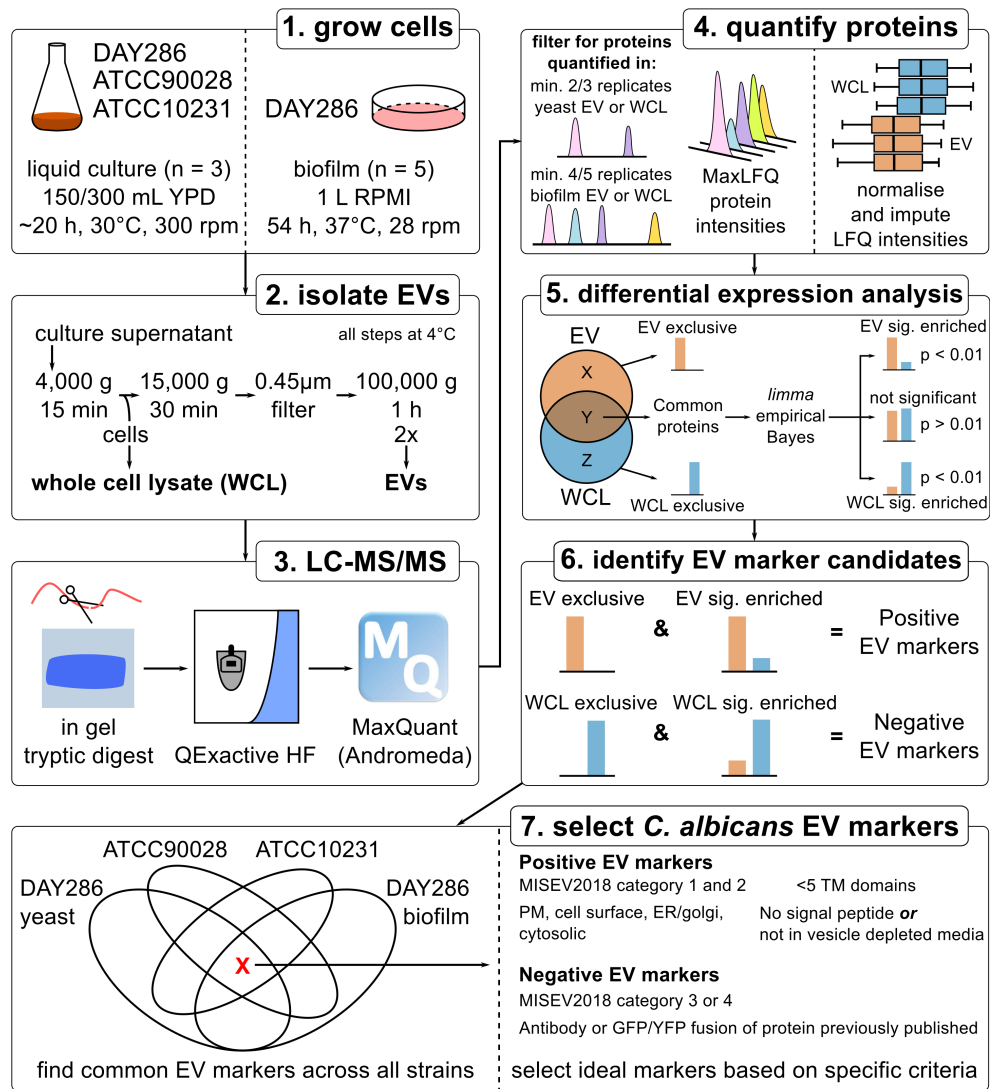 1. grow cells
DAY286
ATCC90028
ATCC10231
liquid culture (n = 3)
150/300 mL YPD
~20 h, 30°C, 300 rpm
DAY286
biofilm (n = 5)
1 L RPMI
54 h, 37°C, 28 rpm
2. isolate EVs
culture supernatant
all steps at 4°C
4,000 g
15 min
15,000 g
30 min
0.45µm
filter
100,000 g
1 h
2x
cells
whole cell lysate (WCL)
EVs
3. LC-MS/MS
in gel
tryptic digest
QExactive HF
M
Q
MaxQuant
(Andromeda)
4. quantify proteins
filter for proteins
quantified in:
min. 2/3 replicates
yeast EV or WCL
min. 4/5 replicates
biofilm EV or WCL
MaxLFQ
protein
intensities
WCL
EV
normalise
and impute
LFQ intensities
5. differential expression analysis
EV
X
Y
Z
WCL
EV exclusive
Common
proteins
WCL exclusive
limma
empirical
Bayes
EV sig. enriched
p < 0.01
not significant
p > 0.01
p < 0.01
WCL sig. enriched
6. identify EV marker candidates
EV exclusive
&
EV sig. enriched
=
Positive
EV markers
WCL exclusive
&
WCL sig. enriched
=
Negative
EV markers
7. select C. albicans EV markers
ATCC90028
ATCC10231
DAY286
yeast
DAY286
biofilm
X
find common EV markers across all strains
Positive EV markers
MISEV2018 category 1 and 2
<5 TM domains
PM, cell surface, ER/golgi,
cytosolic
No signal peptide or
not in vesicle depleted media
Negative EV markers
MISEV2018 category 3 or 4
Antibody or GFP/YFP fusion of protein previously published
select ideal markers based on specific criteria